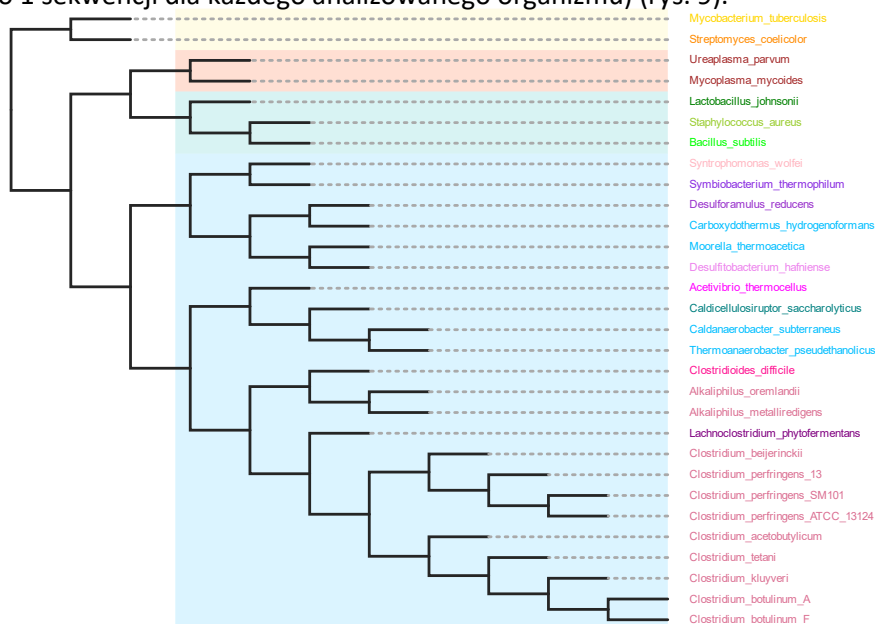 o 1 sekwencji dla każdego analizowanego organizmu) (rys. 9).
Mycobacterium_tuberculosis
Streptomyces_coelicolor
Ureaplasma_parvum
Mycoplasma_mycoides
Lactobacillus_johnsonii
Staphylococcus_aureus
Bacillus_subtilis
Syntrophomonas_wolfei
Symbiobacterium_thermophilum
Desulforamulus_reducens
Carboxydothermus_hydrogenoformans
Moorella_thermoacetica
Desulfitobacterium_hafniense
Acetivibrio_thermocellus
Caldicellulosiruptor_saccharolyticus
Caldanaerobacter_subterraneus
Thermoanaerobacter_pseudethanolicus
Clostridioides_difficile
Alkaliphilus_oremlandii
Alkaliphilus_metalliredigens
Lachnoclostridium_phytofermentans
Clostridium_beijerinckii
Clostridium_perfringens_13
Clostridium_perfringens_SM101
Clostridium_perfringens_ATCC_13124
Clostridium_acetobutylicum
Clostridium_tetani
Clostridium_kluyveri
Clostridium_botulinum_A
Clostridium_botulinum_F